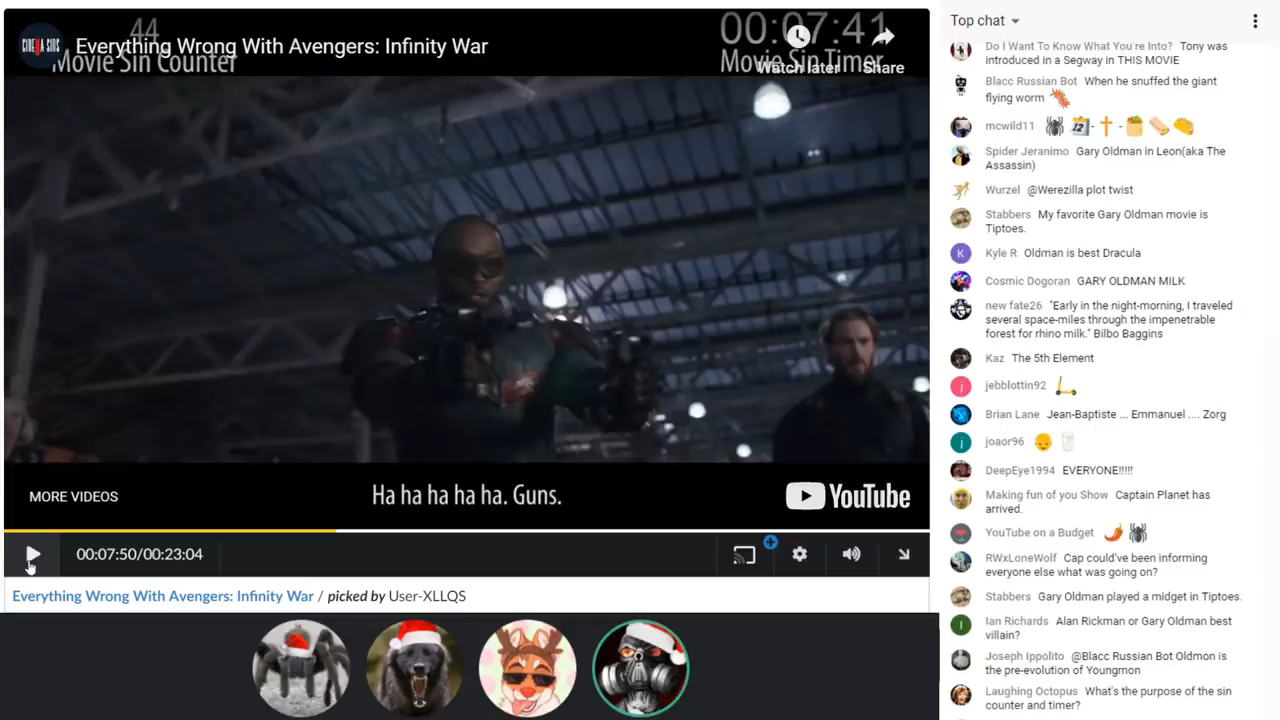 44
00:07:41
CINEMA SINS
Everything Wrong With Avengers: Infinity War
Movie Sin Counter
Movie Sin Timer
Watch later
Share
MORE VIDEOS
Ha ha ha ha ha. Guns.
YouTube
00:07:50/00:23:04
Everything Wrong With Avengers: Infinity War / picked by User-XLLQS
Top chat
Do I Want To Know What You're Into? Tony was
introduced in a Segway in THIS MOVIE
Blacc Russian Bot When he snuffed the giant
flying worm
mcwild11
12
Spider Jeranimo Gary Oldman in Leon(aka The
Assassin)
Wurzel @Werezilla plot twist
Stabbers My favorite Gary Oldman movie is
Tiptoes.
K
Kyle R Oldman is best Dracula
Cosmic Dogoran GARY OLDMAN MILK
new fate26 "Early in the night-morning, I traveled
several space-miles through the impenetrable
forest for rhino milk." Bilbo Baggins
Kaz The 5th Element
j
jebblottin92
Brian Lane Jean-Baptiste ... Emmanuel .... Zorg
j
joaor96
DeepEye1994 EVERYONE!!!!!
Making fun of you Show Captain Planet has
arrived.
YouTube on a Budget
RWxLoneWolf Cap could've been informing
everyone else what was going on?
Stabbers Gary Oldman played a midget in Tiptoes.
I
Ian Richards Alan Rickman or Gary Oldman best
villain?
Joseph Ippolito @Blacc Russian Bot Oldmon is
the pre-evolution of Youngmon
Laughing Octopus What's the purpose of the sin
counter and timer?